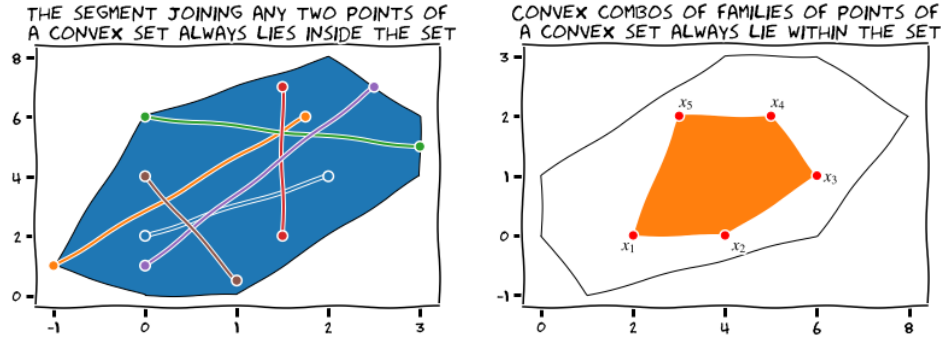 THE SEGMENT JOINING ANY TWO POINTS OF
A CONVEX SET ALWAYS LIES INSIDE THE SET
8
6
4
2
0
-1 0 1 2 3
CONVEX COMBOS OF FAMILIES OF POINTS OF
A CONVEX SET ALWAYS LIE WITHIN THE SET
3
2
1
0
-1
x5 x4
x3
x1 x2
0 2 4 6 8